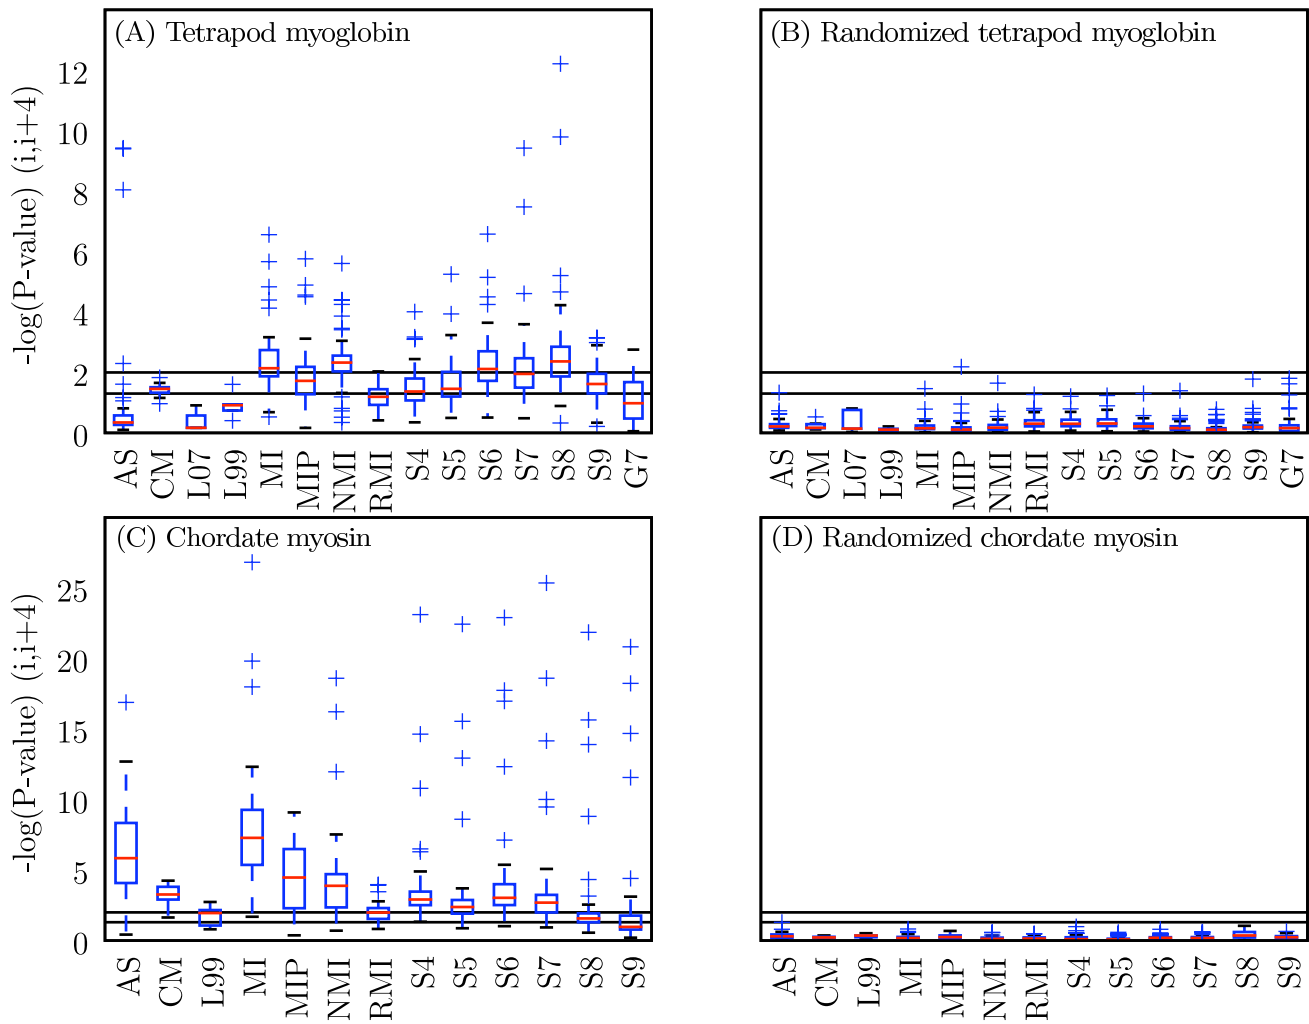 (A) Tetrapod myoglobin
(B) Randomized tetrapod myoglobin
-log(P-value) (i,i+4)
12
10
8
6
4
2
0
AS CM L07 L99 MI MIP NMI RMI S4 S5 S6 S7 S8 S9 G7
AS CM L07 L99 MI MIP NMI RMI S4 S5 S6 S7 S8 S9 G7
(C) Chordate myosin
(D) Randomized chordate myosin
-log(P-value) (i,i+4)
25
20
15
10
5
0
AS CM L99 MI MIP NMI RMI S4 S5 S6 S7 S8 S9
AS CM L99 MI MIP NMI RMI S4 S5 S6 S7 S8 S9